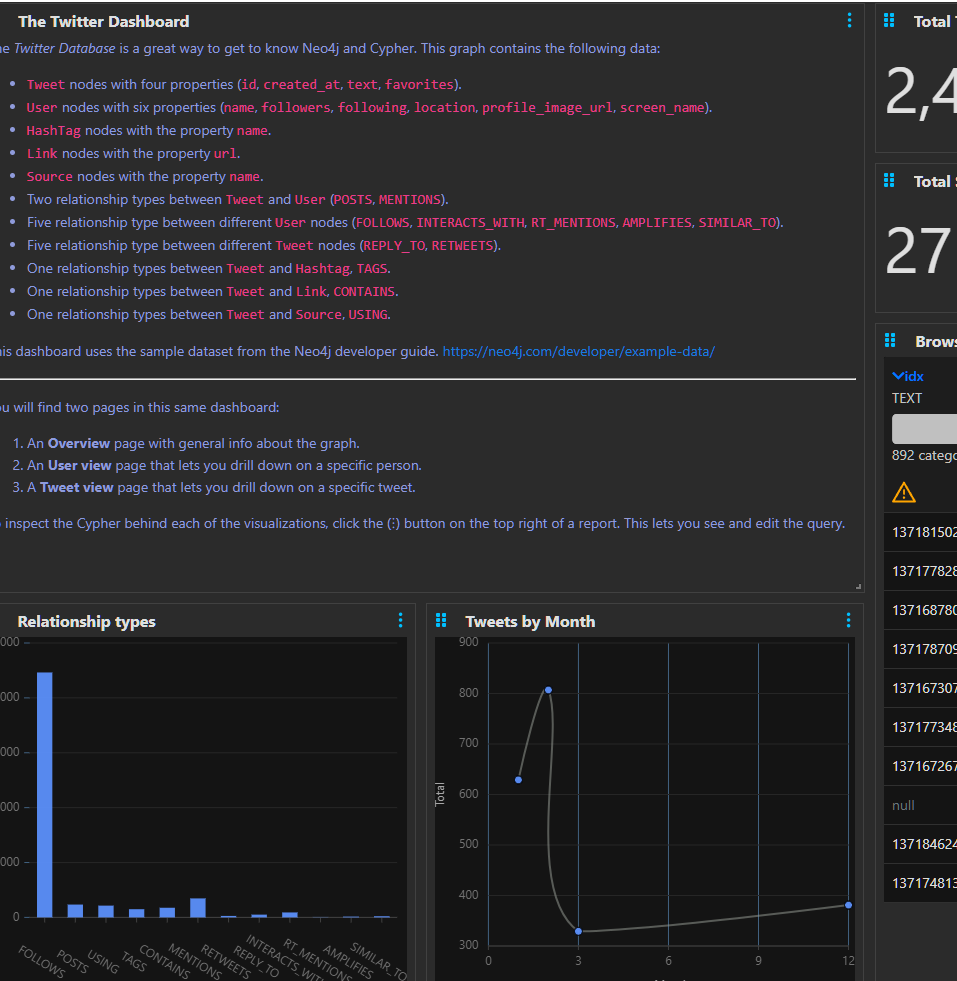 The Twitter Dashboard
Twitter Database is a great way to get to know Neo4j and Cypher. This graph contains the following data:
• Tweet nodes with four properties (id, created_at, text, favorites).
• User nodes with six properties (name, followers, following, location, profile_image_url, screen_name).
• HashTag nodes with the property name.
• Link nodes with the property url.
• Source nodes with the property name.
• Two relationship types between Tweet and User (POSTS, MENTIONS).
• Five relationship type between different User nodes (FOLLOWS, INTERACTS_WITH, RT_MENTIONS, AMPLIFIES, SIMILAR_TO).
• Five relationship type between different Tweet nodes (REPLY_TO, RETWEETS).
• One relationship types between Tweet and Hashtag, TAGS.
• One relationship types between Tweet and Link, CONTAINS.
• One relationship types between Tweet and Source, USING.
is dashboard uses the sample dataset from the Neo4j developer guide. https://neo4j.com/developer/example-data/
u will find two pages in this same dashboard:
1. An Overview page with general info about the graph.
2. An User view page that lets you drill down on a specific person.
3. A Tweet view page that lets you drill down on a specific tweet.
inspect the Cypher behind each of the visualizations, click the (⋮) button on the top right of a report. This lets you see and edit the query.
Total
2,4
Total
27
Brows
idx
TEXT
892 catego
137181502
137177828
137168780
137178709
137167307
137177348
137167267
null
137184624
137174813
Relationship types
000
000
000
000
000
0
FOLLOWS
POSTS
USING
TAGS
CONTAINS
MENTIONS
RETWEETS
REPLY_TO
INTERACTS_WIT
RT_MENTIONS
AMPLIFIES
SIMILAR_TO
Tweets by Month
900
800
700
600
500
400
300
Total
0
3
6
9
12